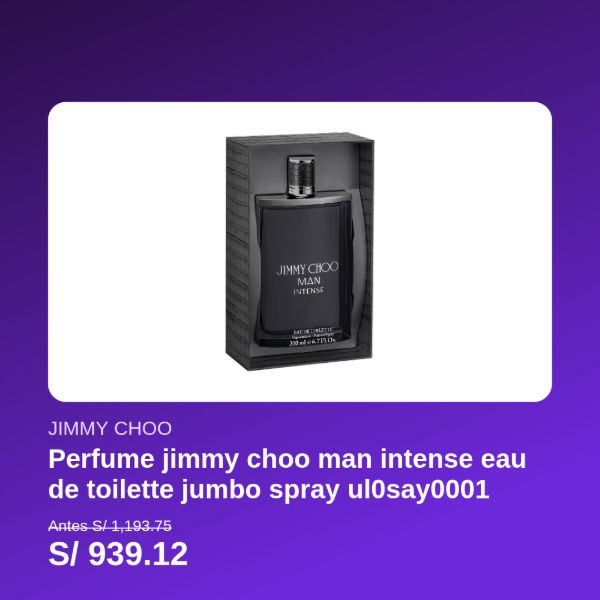 JIMMY CHOO
MAN
INTENSE
EAU DE TOILETTE
200 ml e 6.7 Fl.Oz.
JIMMY CHOO
Perfume jimmy choo man intense eau
de toilette jumbo spray ul0say0001
Antes S/ 1,193.75
S/ 939.12